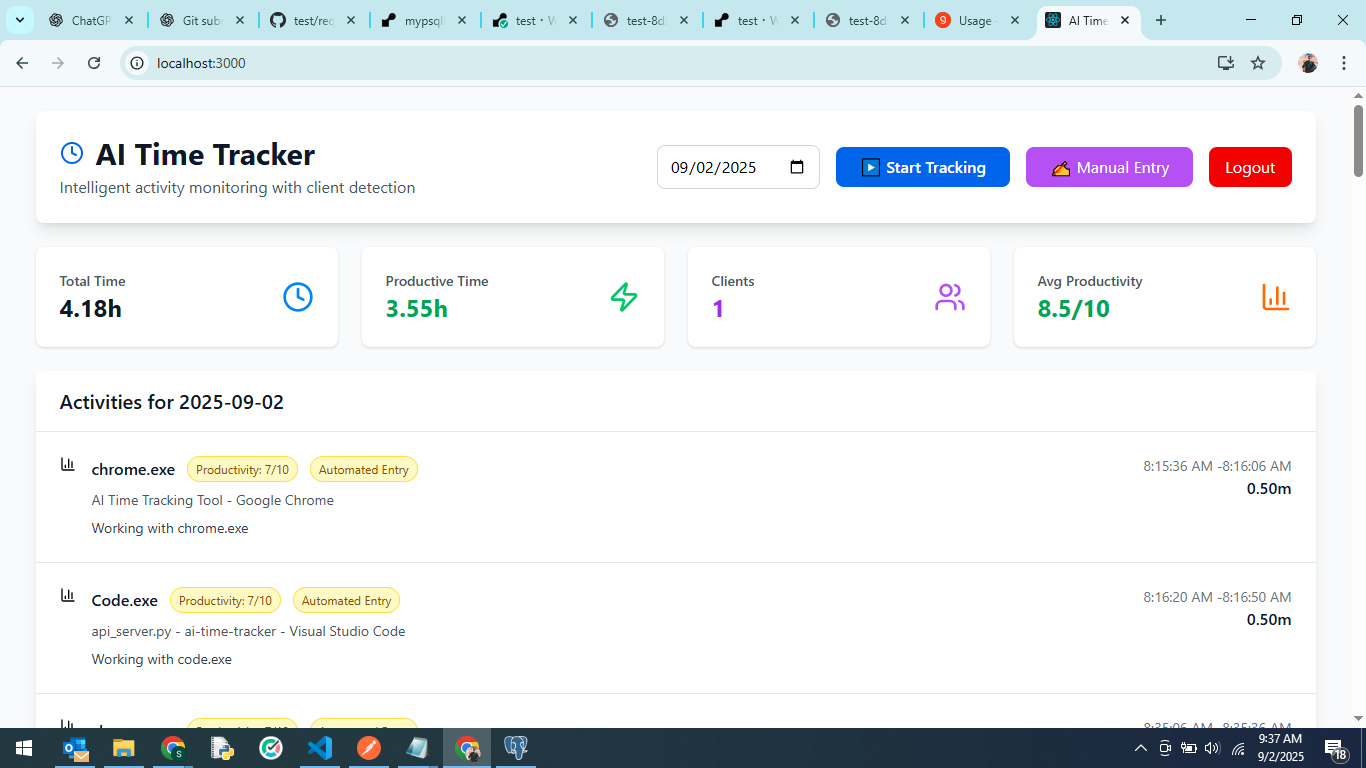 ChatGP
Git sub
test/rec
mypsql
test · W
test-8d
test · W
test-8d
Usage
AI Time
localhost:3000
AI Time Tracker
Intelligent activity monitoring with client detection
09/02/2025
Start Tracking
Manual Entry
Logout
Total Time
4.18h
Productive Time
3.55h
Clients
1
Avg Productivity
8.5/10
Activities for 2025-09-02
chrome.exe
Productivity: 7/10
Automated Entry
8:15:36 AM -8:16:06 AM
AI Time Tracking Tool - Google Chrome
0.50m
Working with chrome.exe
Code.exe
Productivity: 7/10
Automated Entry
8:16:20 AM -8:16:50 AM
api_server.py - ai-time-tracker - Visual Studio Code
0.50m
Working with code.exe
9:37 AM
9/2/2025
18